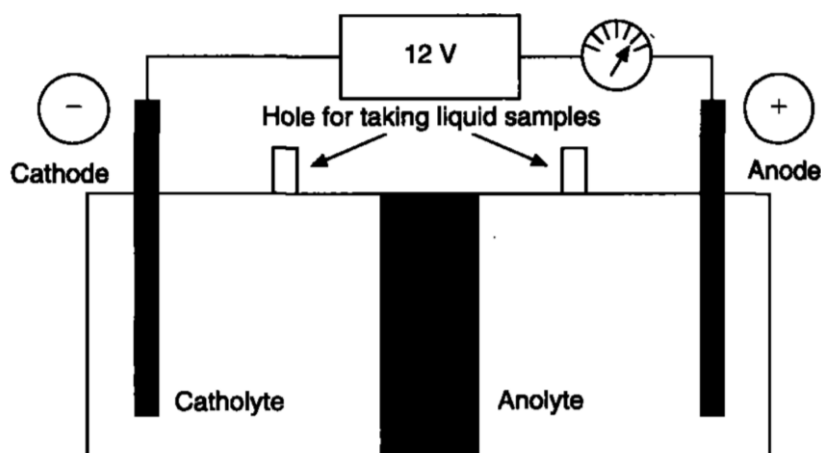 12 V
−
+
Hole for taking liquid samples
Cathode
Anode
Catholyte
Anolyte